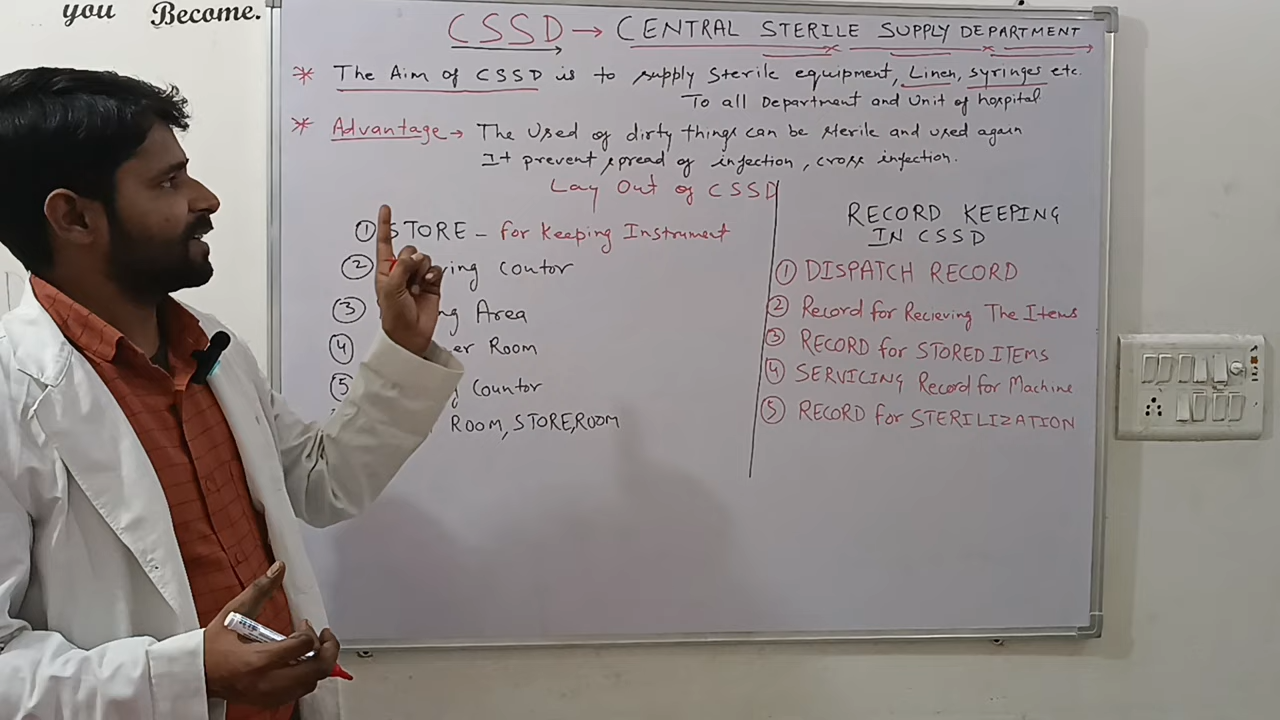 you Become.
CSSD → CENTRAL STERILE SUPPLY DEPARTMENT
* The Aim of CSSD is to supply Sterile equipment, Linen, syringes etc.
To all Department and Unit of hospital
* Advantage → The Used of dirty things can be sterile and used again
It prevent spread of infection, cross infection.
Lay Out of CSSD
① STORE - for Keeping Instrument
② ving Countor
③ g Area
④ er Room
⑤ g Countor
ROOM, STORE, ROOM
RECORD KEEPING
IN CSSD
① DISPATCH RECORD
② Record for Recieving The Items
③ RECORD for STORED ITEMS
④ SERVICING Record for Machine
⑤ RECORD for STERILIZATION